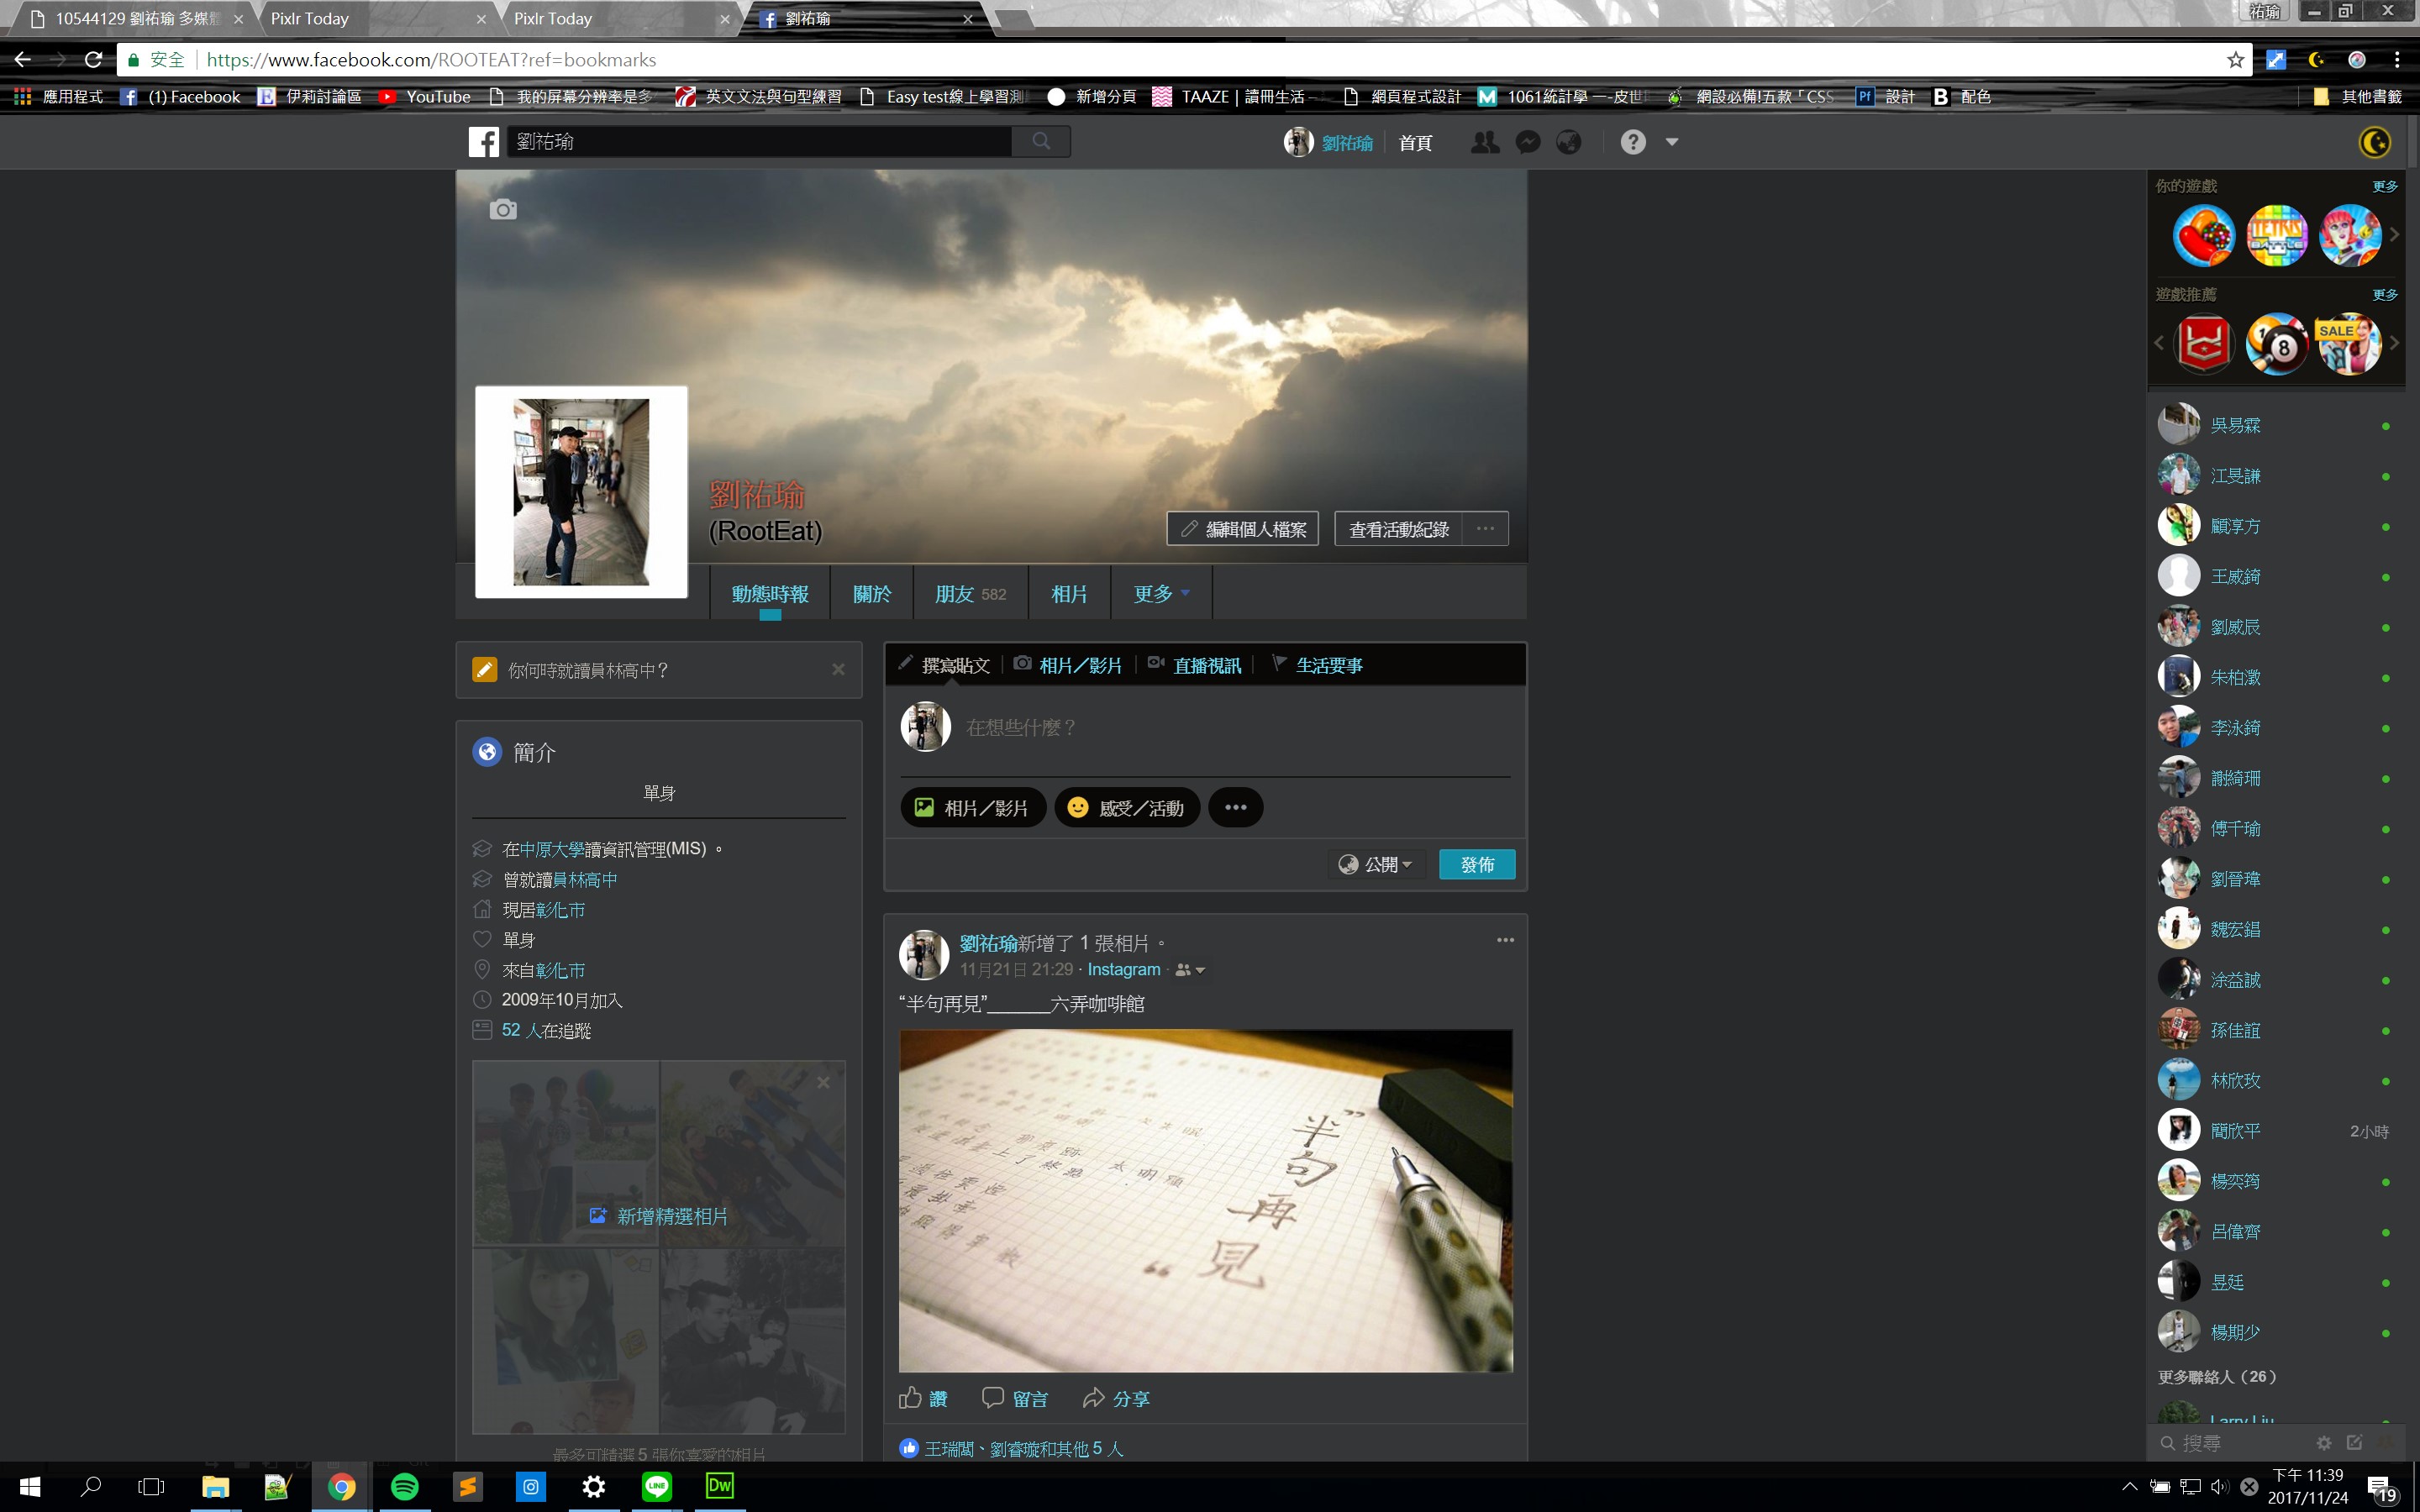 10544129 劉祐瑜 多媒體
Pixlr Today
Pixlr Today
劉祐瑜
祐瑜
安全
https://www.facebook.com/ROOTEAT?ref=bookmarks
應用程式
(1) Facebook
伊莉討論區
YouTube
我的屏幕分辨率是多
英文文法與句型練習
Easy test線上學習測
新增分頁
TAAZE | 讀冊生活 -
網頁程式設計
1061統計學 一-皮世
網設必備!五款「CSS
設計
配色
其他書籤
劉祐瑜
劉祐瑜
首頁
你的遊戲
更多
TETRIS
BATTLE
遊戲推薦
更多
8
SALE
劉祐瑜
(RootEat)
編輯個人檔案
查看活動紀錄
動態時報
關於
朋友 582
相片
更多
你何時就讀員林高中？
簡介
單身
在中原大學讀資訊管理(MIS) 。
曾就讀員林高中
現居彰化市
單身
來自彰化市
2009年10月加入
52 人在追蹤
新增精選相片
最多可精選 5 張你喜愛的相片
撰寫貼文
相片／影片
直播視訊
生活要事
在想些什麼？
相片／影片
感受／活動
公開
發佈
劉祐瑜新增了 1 張相片。
11月21日 21:29 · Instagram ·
“半句再見”______六弄咖啡館
半句再見
讚
留言
分享
王瑞閎、劉睿璇和其他 5 人
吳易霖
江旻謙
顧淳方
王威錡
劉威辰
朱柏澂
李泳錡
謝綺珊
傅千瑜
劉晉瑋
魏宏錩
涂益誠
孫佳誼
林欣玫
簡欣平
2小時
楊奕筠
呂偉齊
昱廷
楊期少
更多聯絡人（26）
Larry Liu
搜尋
Dw
下午 11:39
2017/11/24
19